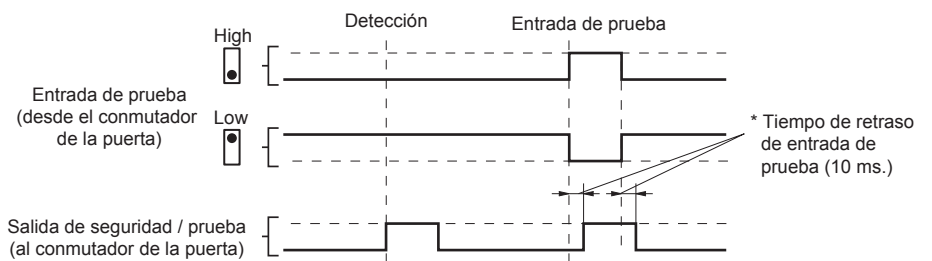 Detección
Entrada de prueba
High
Entrada de prueba
(desde el conmutador
de la puerta)
Low
* Tiempo de retraso
de entrada de
prueba (10 ms.)
Salida de seguridad / prueba
(al conmutador de la puerta)